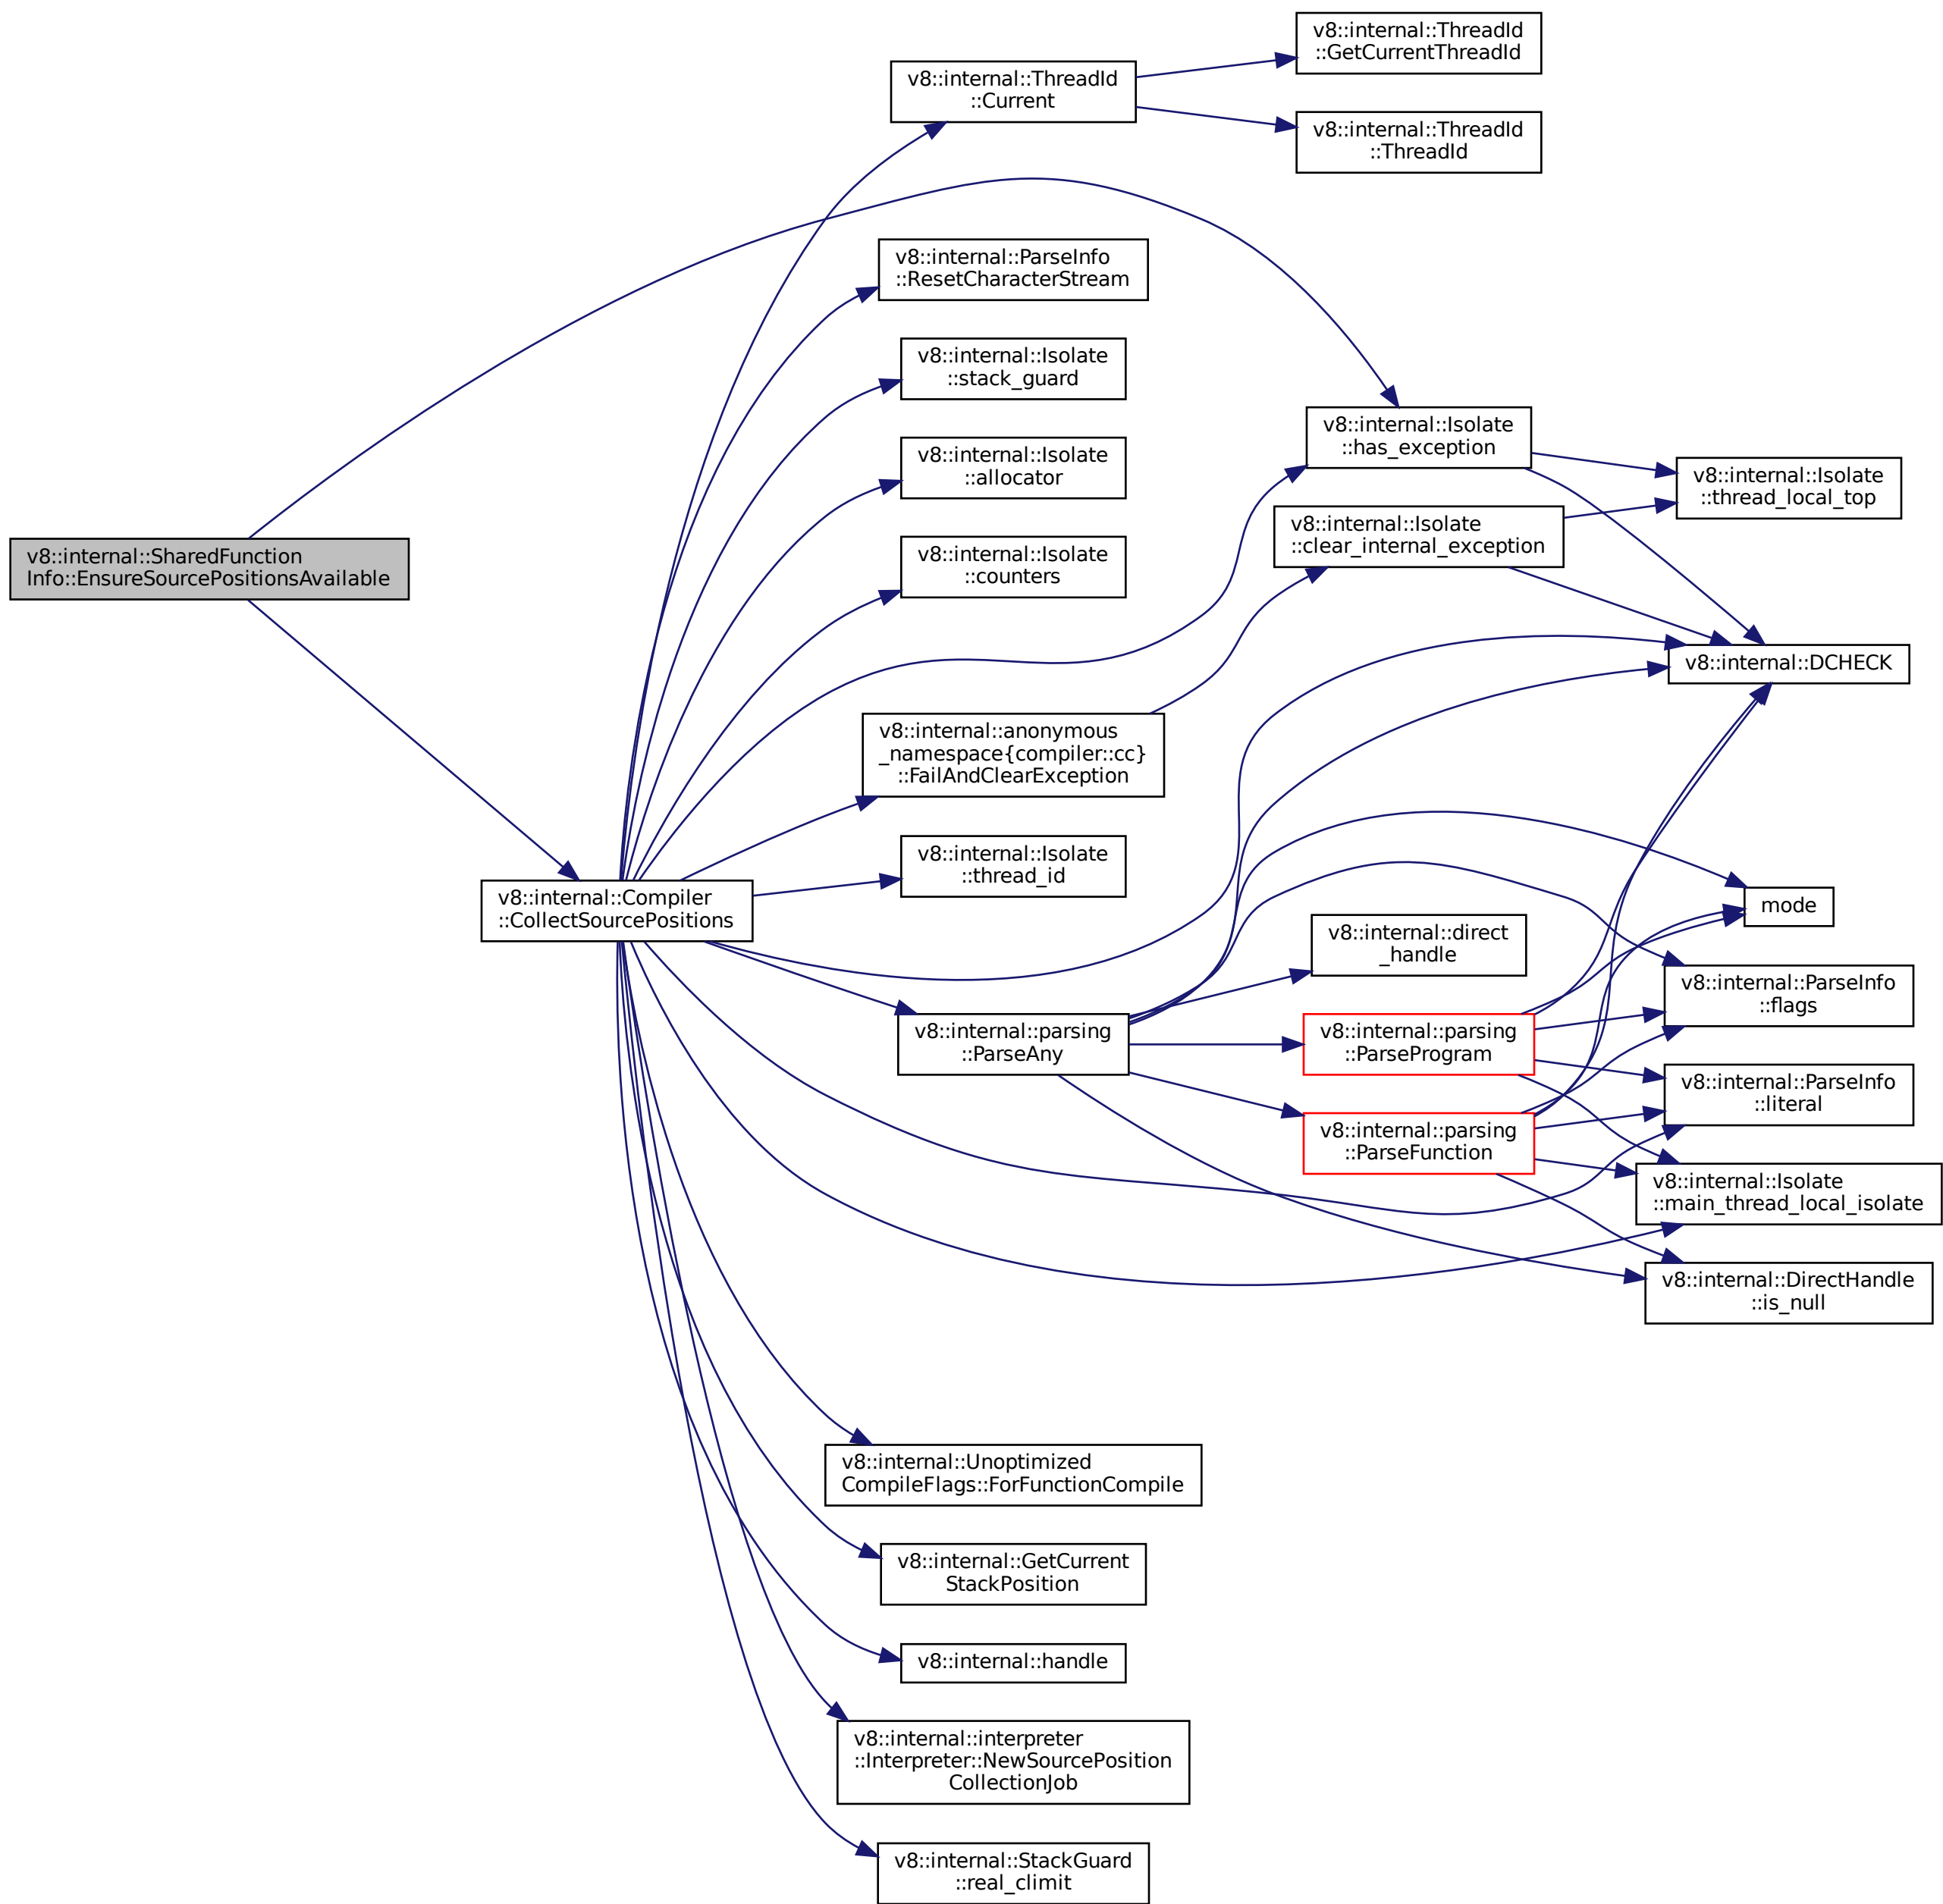 v8::internal::ThreadId
::GetCurrentThreadId
v8::internal::ThreadId
::Current
v8::internal::ThreadId
::ThreadId
v8::internal::ParseInfo
::ResetCharacterStream
v8::internal::Isolate
::stack_guard
v8::internal::Isolate
::has_exception
v8::internal::Isolate
::allocator
v8::internal::Isolate
::thread_local_top
v8::internal::Isolate
::clear_internal_exception
v8::internal::SharedFunction
Info::EnsureSourcePositionsAvailable
v8::internal::Isolate
::counters
v8::internal::DCHECK
v8::internal::anonymous
_namespace{compiler::cc}
::FailAndClearException
v8::internal::Isolate
::thread_id
v8::internal::Compiler
::CollectSourcePositions
mode
v8::internal::direct
_handle
v8::internal::ParseInfo
::flags
v8::internal::parsing
::ParseAny
v8::internal::parsing
::ParseProgram
v8::internal::ParseInfo
::literal
v8::internal::parsing
::ParseFunction
v8::internal::Isolate
::main_thread_local_isolate
v8::internal::DirectHandle
::is_null
v8::internal::Unoptimized
CompileFlags::ForFunctionCompile
v8::internal::GetCurrent
StackPosition
v8::internal::handle
v8::internal::interpreter
::Interpreter::NewSourcePosition
CollectionJob
v8::internal::StackGuard
::real_climit